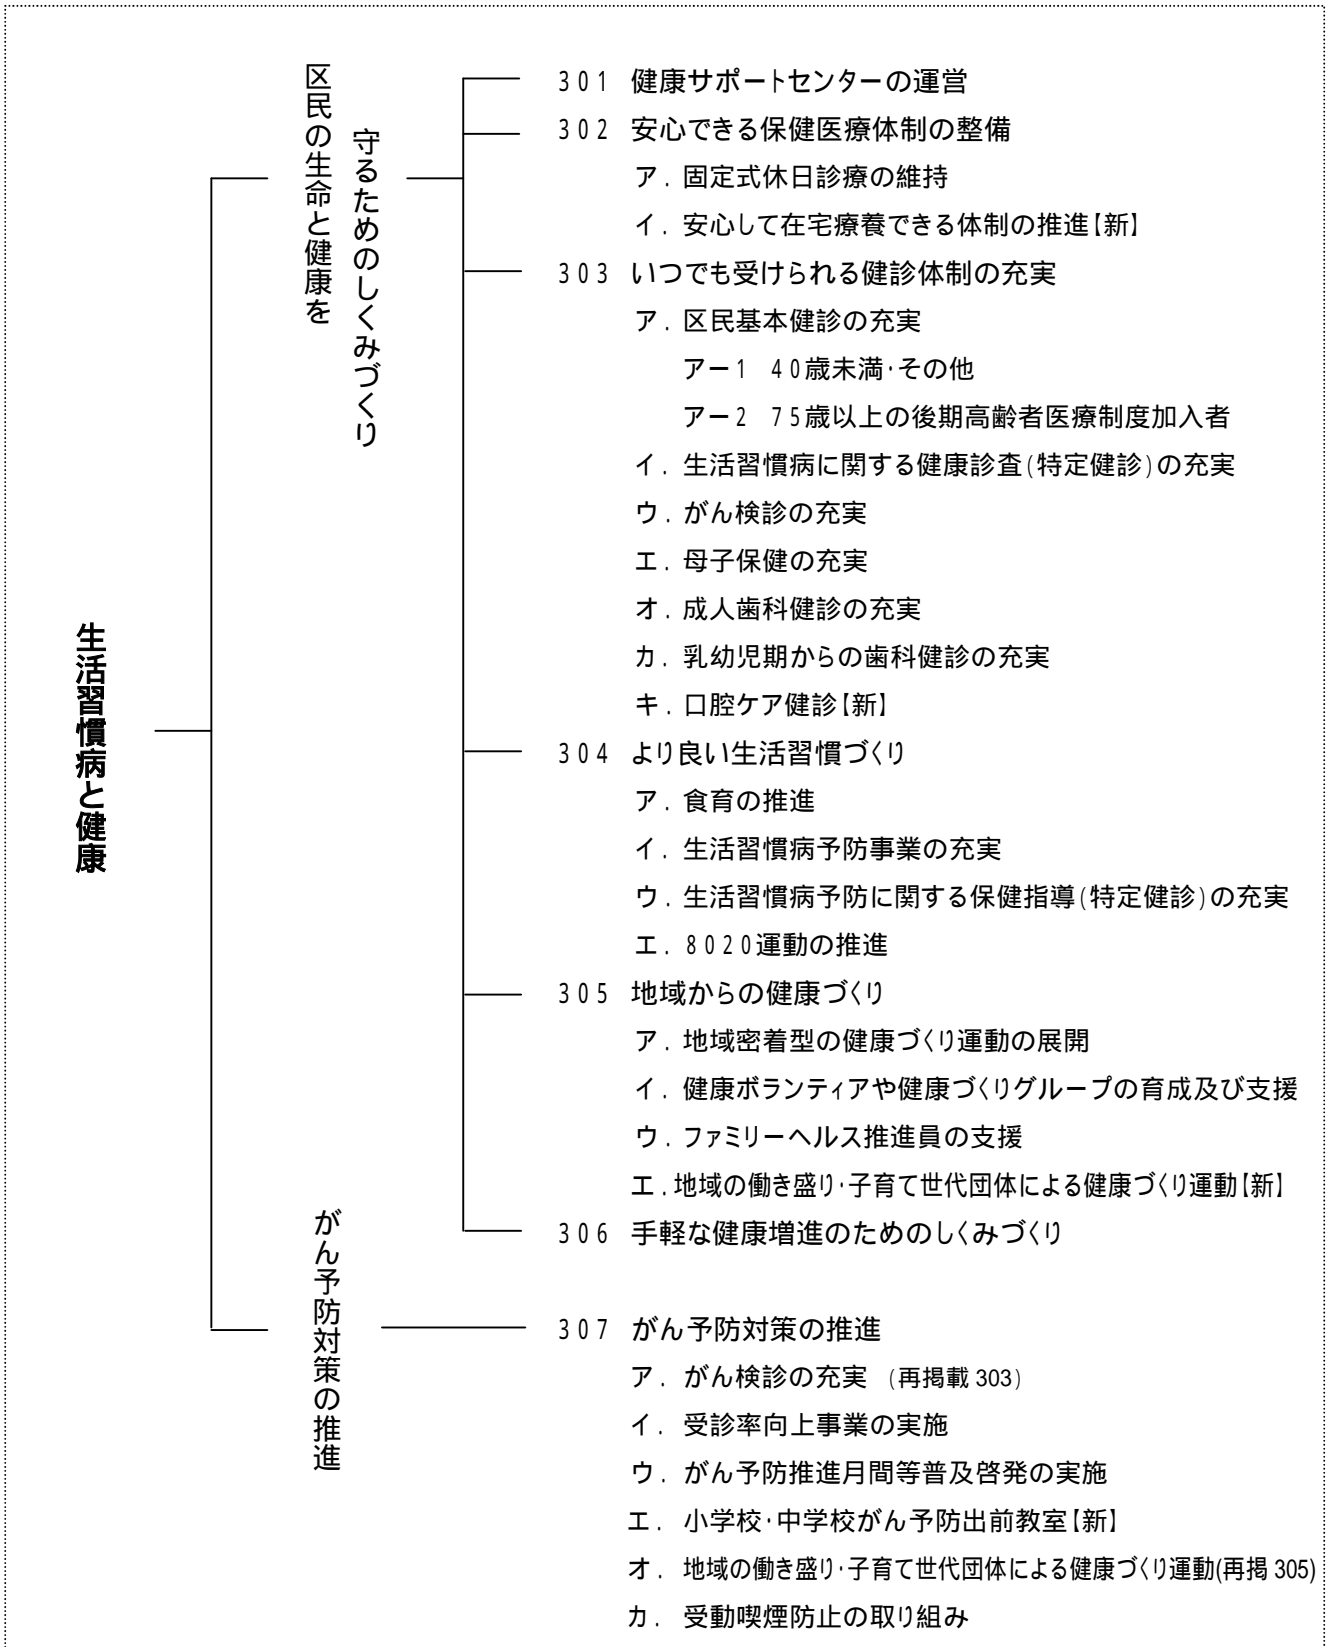 生活習慣病と健康
区民の生命と健康を
守るためのしくみづくり
301 健康サポートセンターの運営
302 安心できる保健医療体制の整備
ア．固定式休日診療の維持
イ．安心して在宅療養できる体制の推進【新】
303 いつでも受けられる健診体制の充実
ア．区民基本健診の充実
アー1 40歳未満・その他
アー2 75歳以上の後期高齢者医療制度加入者
イ．生活習慣病に関する健康診査(特定健診)の充実
ウ．がん検診の充実
エ．母子保健の充実
オ．成人歯科健診の充実
カ．乳幼児期からの歯科健診の充実
キ．口腔ケア健診【新】
304 より良い生活習慣づくり
ア．食育の推進
イ．生活習慣病予防事業の充実
ウ．生活習慣病予防に関する保健指導(特定健診)の充実
エ．8020運動の推進
305 地域からの健康づくり
ア．地域密着型の健康づくり運動の展開
イ．健康ボランティアや健康づくりグループの育成及び支援
ウ．ファミリーヘルス推進員の支援
エ．地域の働き盛り・子育て世代団体による健康づくり運動【新】
306 手軽な健康増進のためのしくみづくり
がん予防対策の推進
307 がん予防対策の推進
ア．がん検診の充実 (再掲載 303)
イ．受診率向上事業の実施
ウ．がん予防推進月間等普及啓発の実施
エ．小学校・中学校がん予防出前教室【新】
オ．地域の働き盛り・子育て世代団体による健康づくり運動(再掲 305)
カ．受動喫煙防止の取り組み